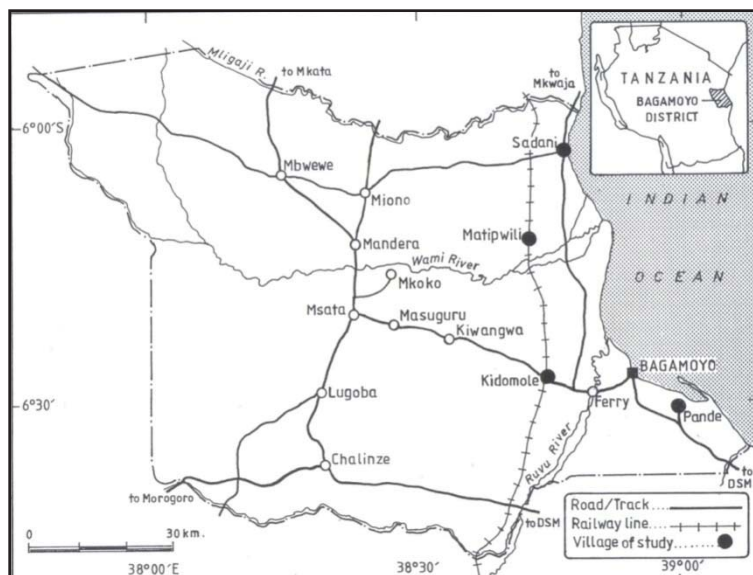 Mligaji R.
to Mkata
to
Mkwaja
TANZANIA
BAGAMOYO
DISTRICT
6°00'S
Sadani
Mbwewe
Miono
INDIAN
Matipwili
Mandera
Wami River
OCEAN
Mkoko
Msata
Masuguru
Kiwangwa
BAGAMOYO
Kidomole
6°30'
Lugoba
Ferry
Pande
Ruvu River
Chalinze
to
DSM
to Morogoro
to DSM
Road/Track
Railway line....
Village of study........
0 30 km.
38°00'E
38°30'
39°00'